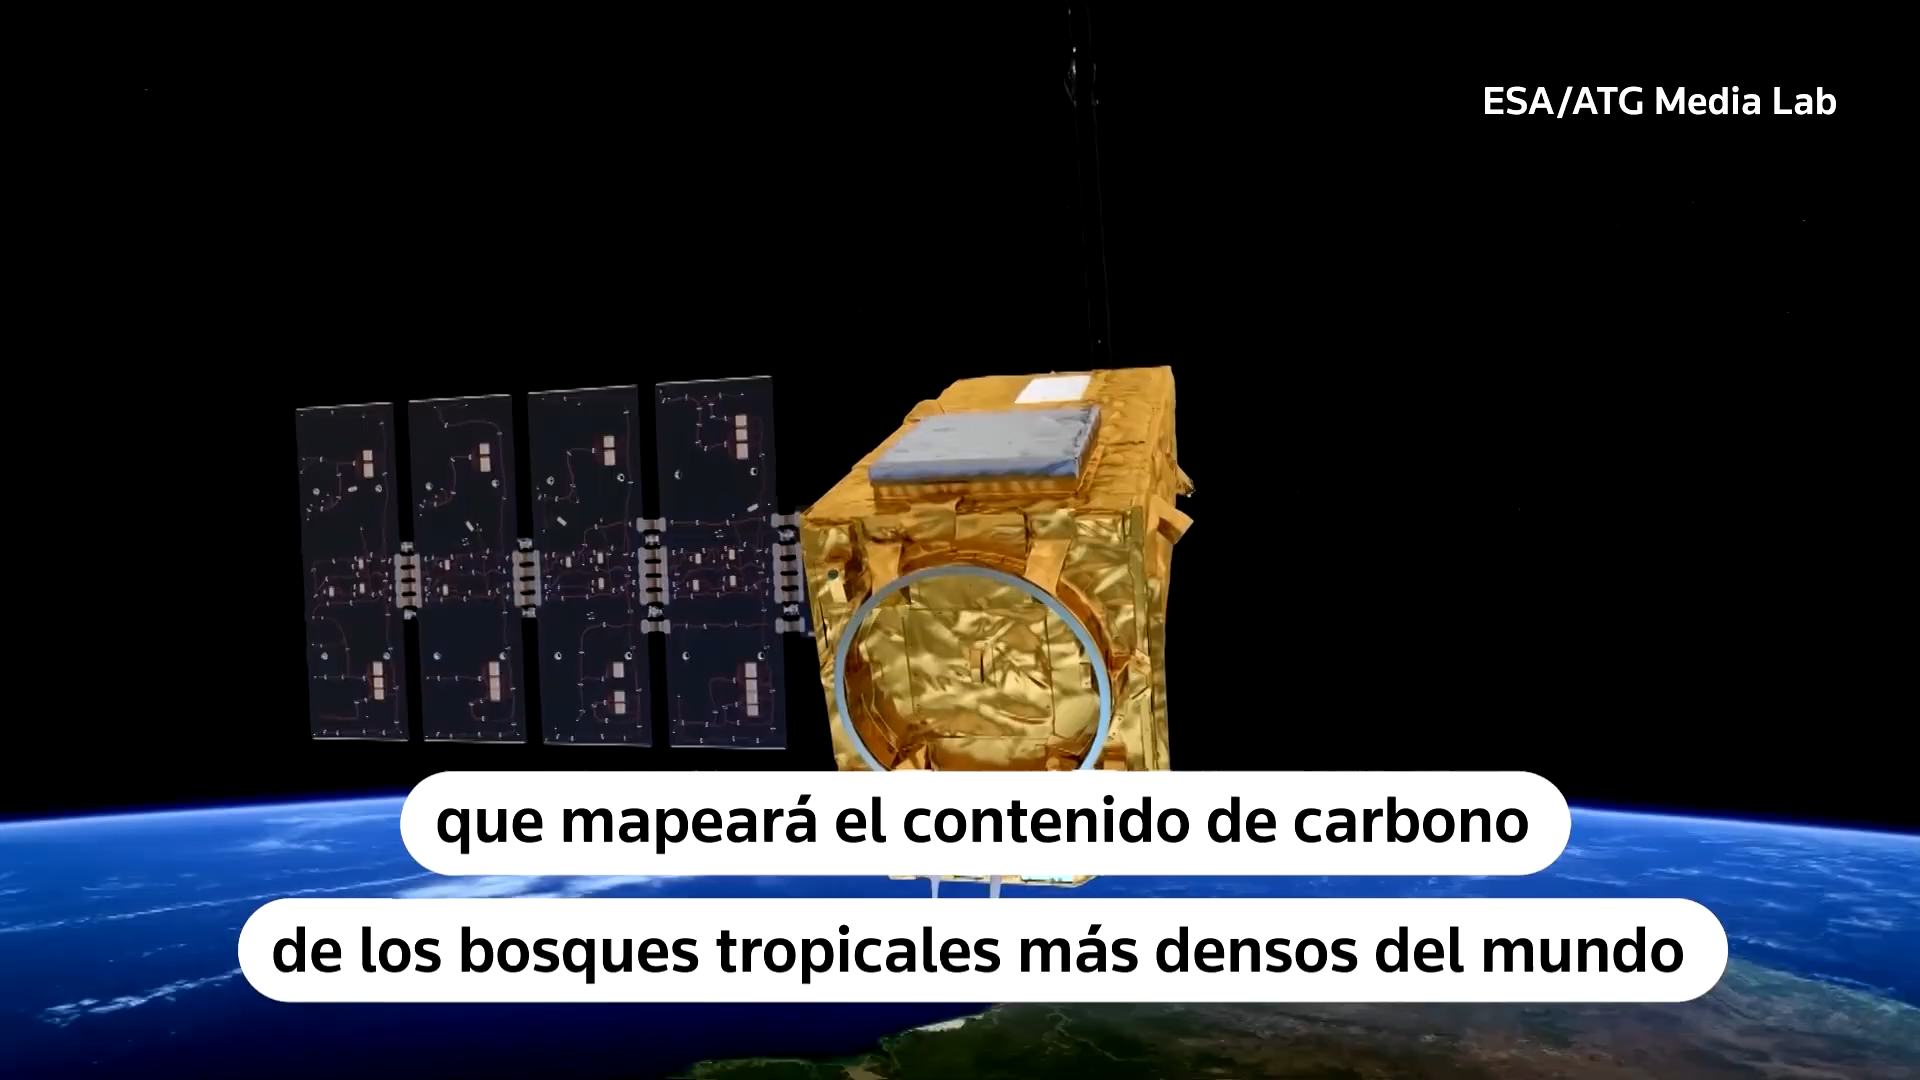 ESA/ATG Media Lab
que mapeará el contenido de carbono
de los bosques tropicales más densos del mundo